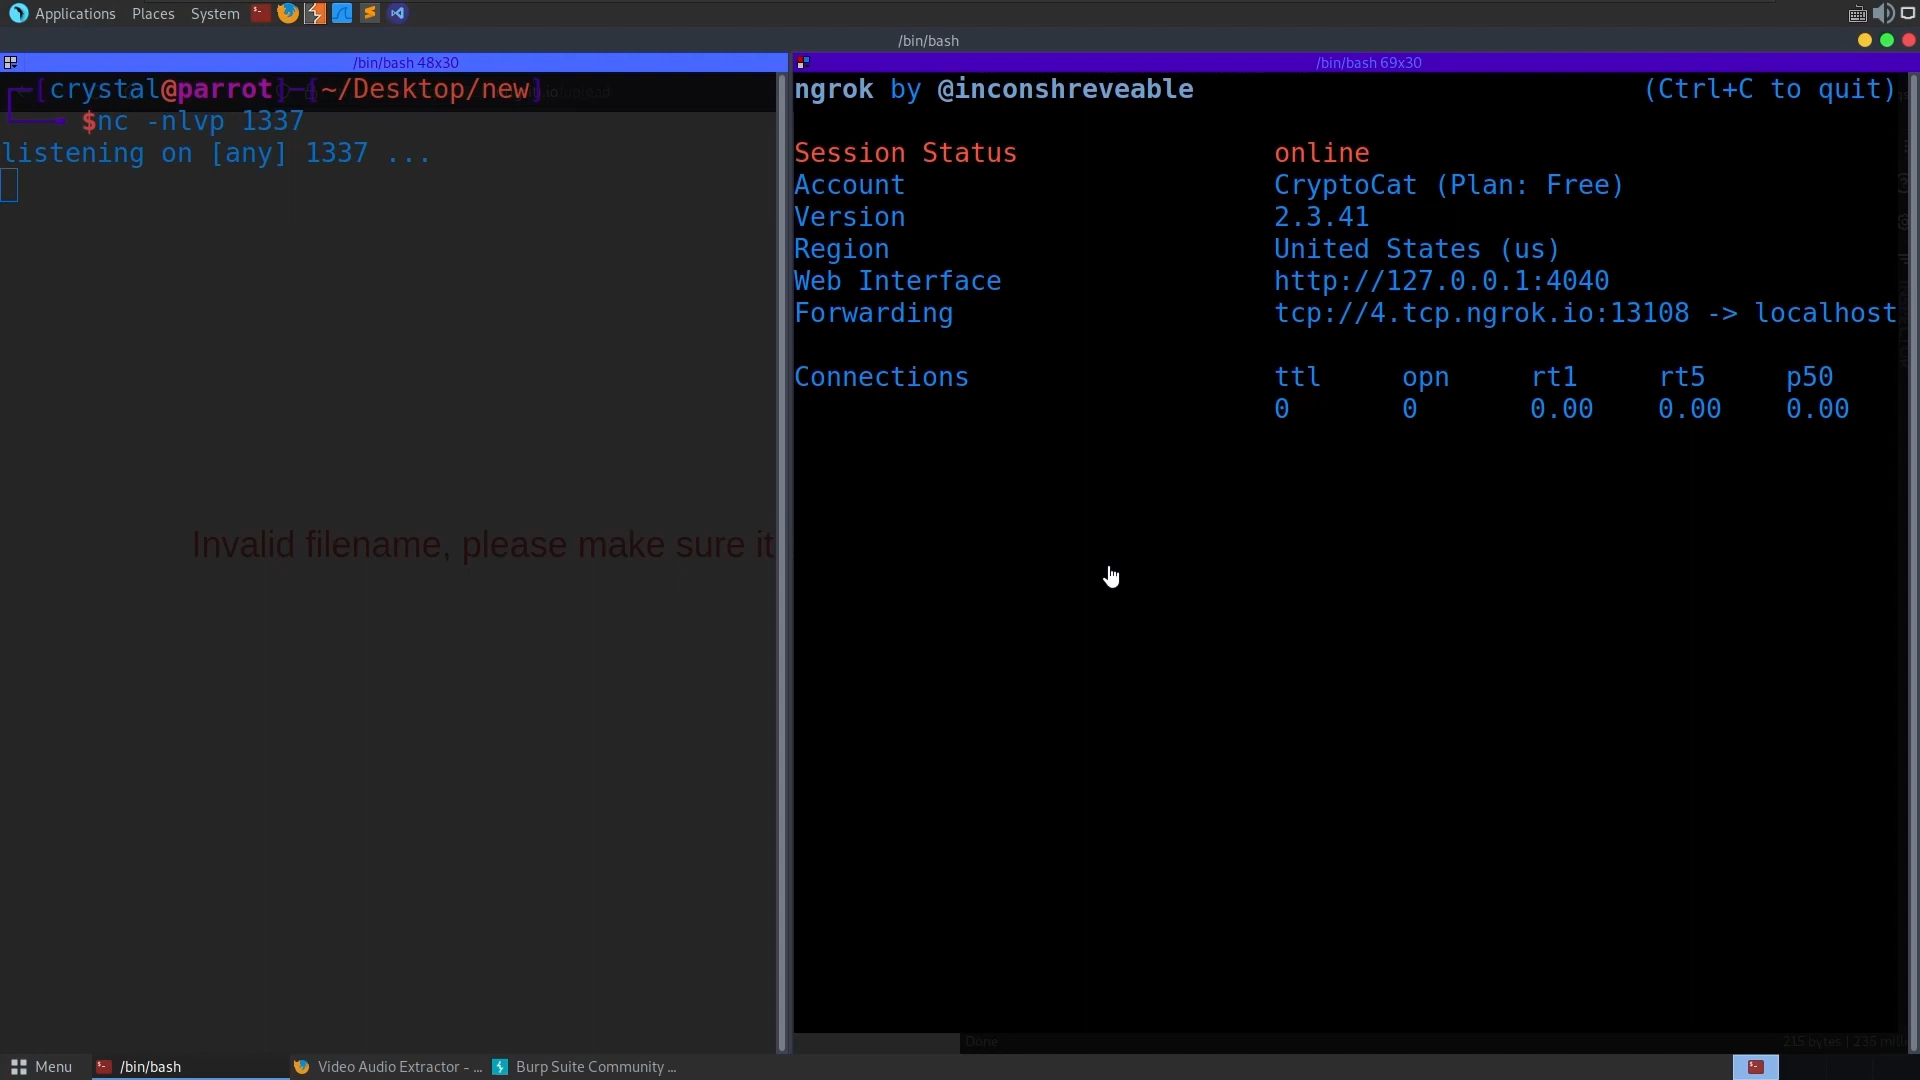 Applications Places System
/bin/bash
/bin/bash 48x30
[crystal@parrot]-[~/Desktop/new]
$nc -nlvp 1337
listening on [any] 1337 ...
Invalid filename, please make sure it
/bin/bash 69x30
ngrok by @inconshreveable (Ctrl+C to quit)
Session Status online
Account CryptoCat (Plan: Free)
Version 2.3.41
Region United States (us)
Web Interface http://127.0.0.1:4040
Forwarding tcp://4.tcp.ngrok.io:13108 -> localhost
Connections ttl opn rt1 rt5 p50
0 0 0.00 0.00 0.00
Done 215 bytes | 235
Menu /bin/bash Video Audio Extractor - ... Burp Suite Community ...